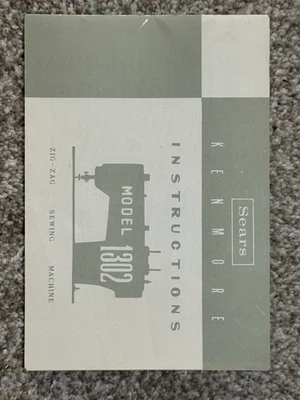 Sears
KENMORE
INSTRUCTIONS
MODEL
1302
ZIG-ZAG SEWING MACHINE